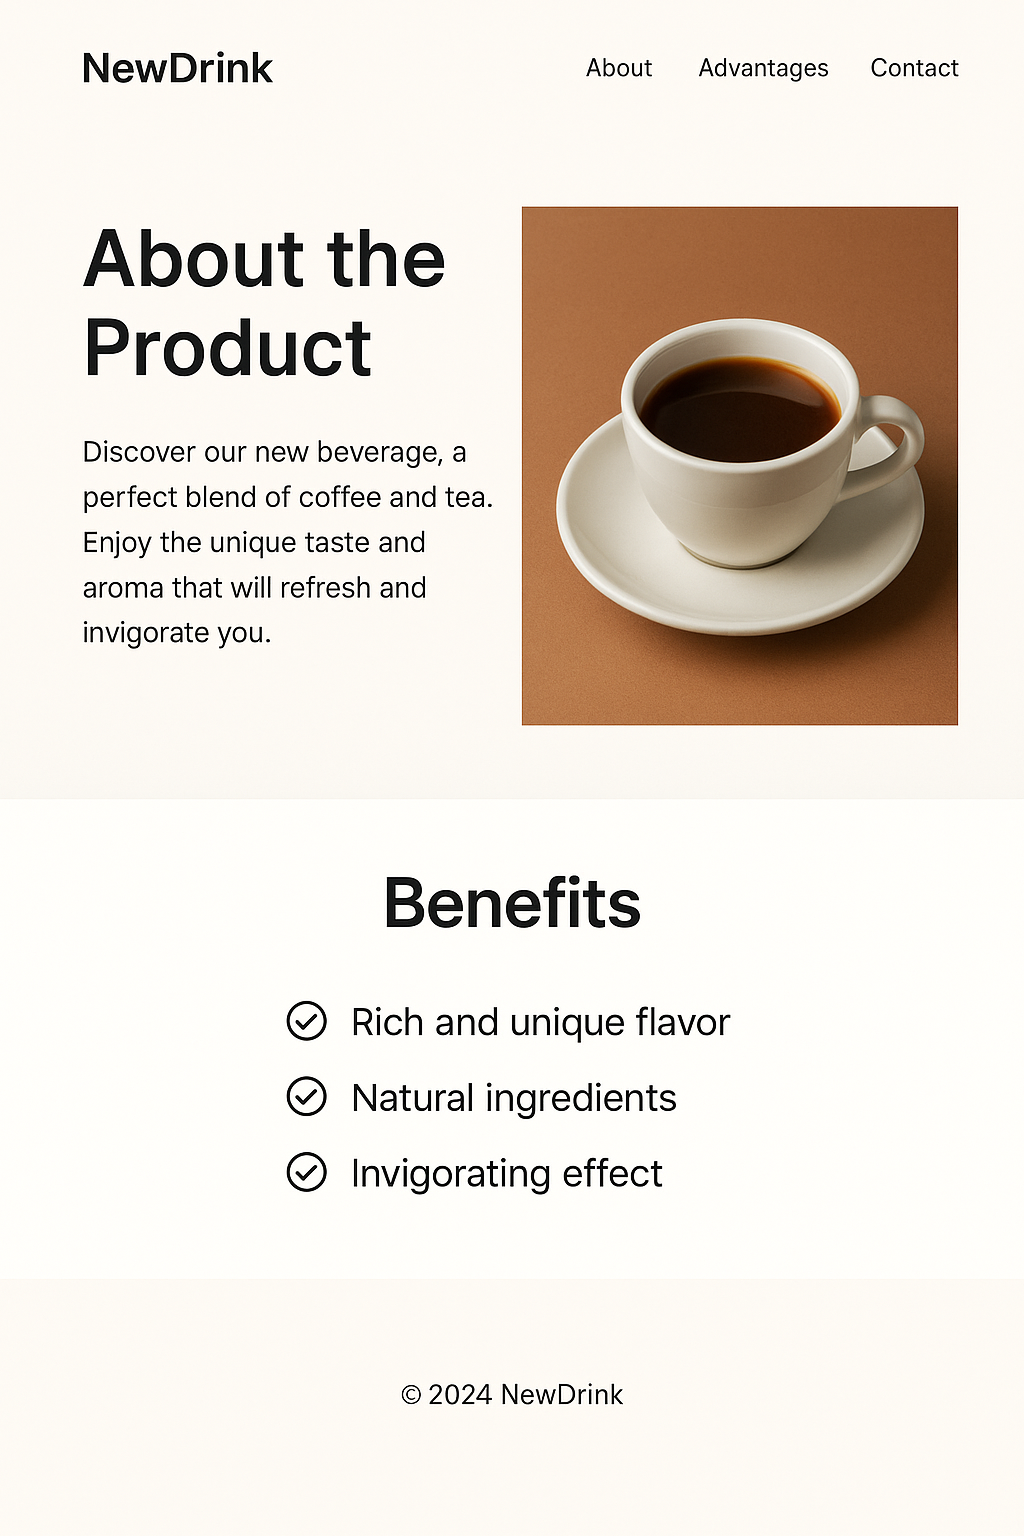 NewDrink
About Advantages Contact
About the
Product
Discover our new beverage, a
perfect blend of coffee and tea.
Enjoy the unique taste and
aroma that will refresh and
invigorate you.
Benefits
Rich and unique flavor
Natural ingredients
Invigorating effect
© 2024 NewDrink